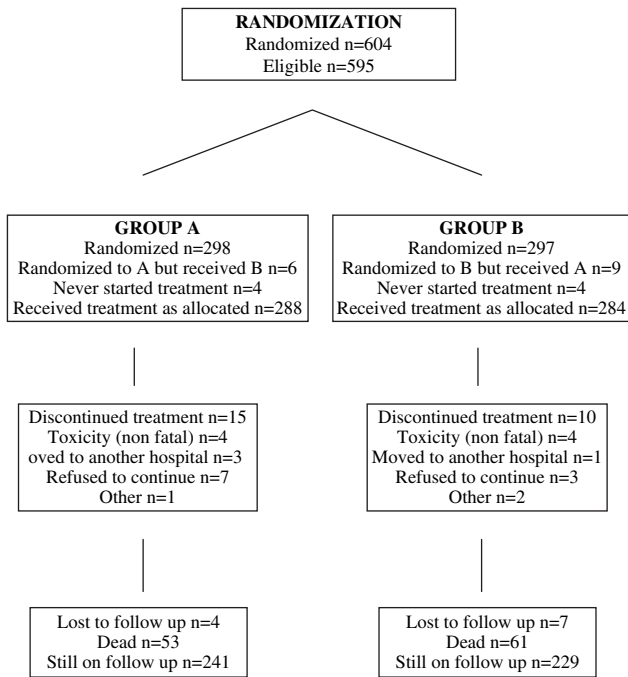 RANDOMIZATION
Randomized n=604
Eligible n=595
GROUP A
Randomized n=298
Randomized to A but received B n=6
Never started treatment n=4
Received treatment as allocated n=288
GROUP B
Randomized n=297
Randomized to B but received A n=9
Never started treatment n=4
Received treatment as allocated n=284
Discontinued treatment n=15
Toxicity (non fatal) n=4
oved to another hospital n=3
Refused to continue n=7
Other n=1
Discontinued treatment n=10
Toxicity (non fatal) n=4
Moved to another hospital n=1
Refused to continue n=3
Other n=2
Lost to follow up n=4
Dead n=53
Still on follow up n=241
Lost to follow up n=7
Dead n=61
Still on follow up n=229